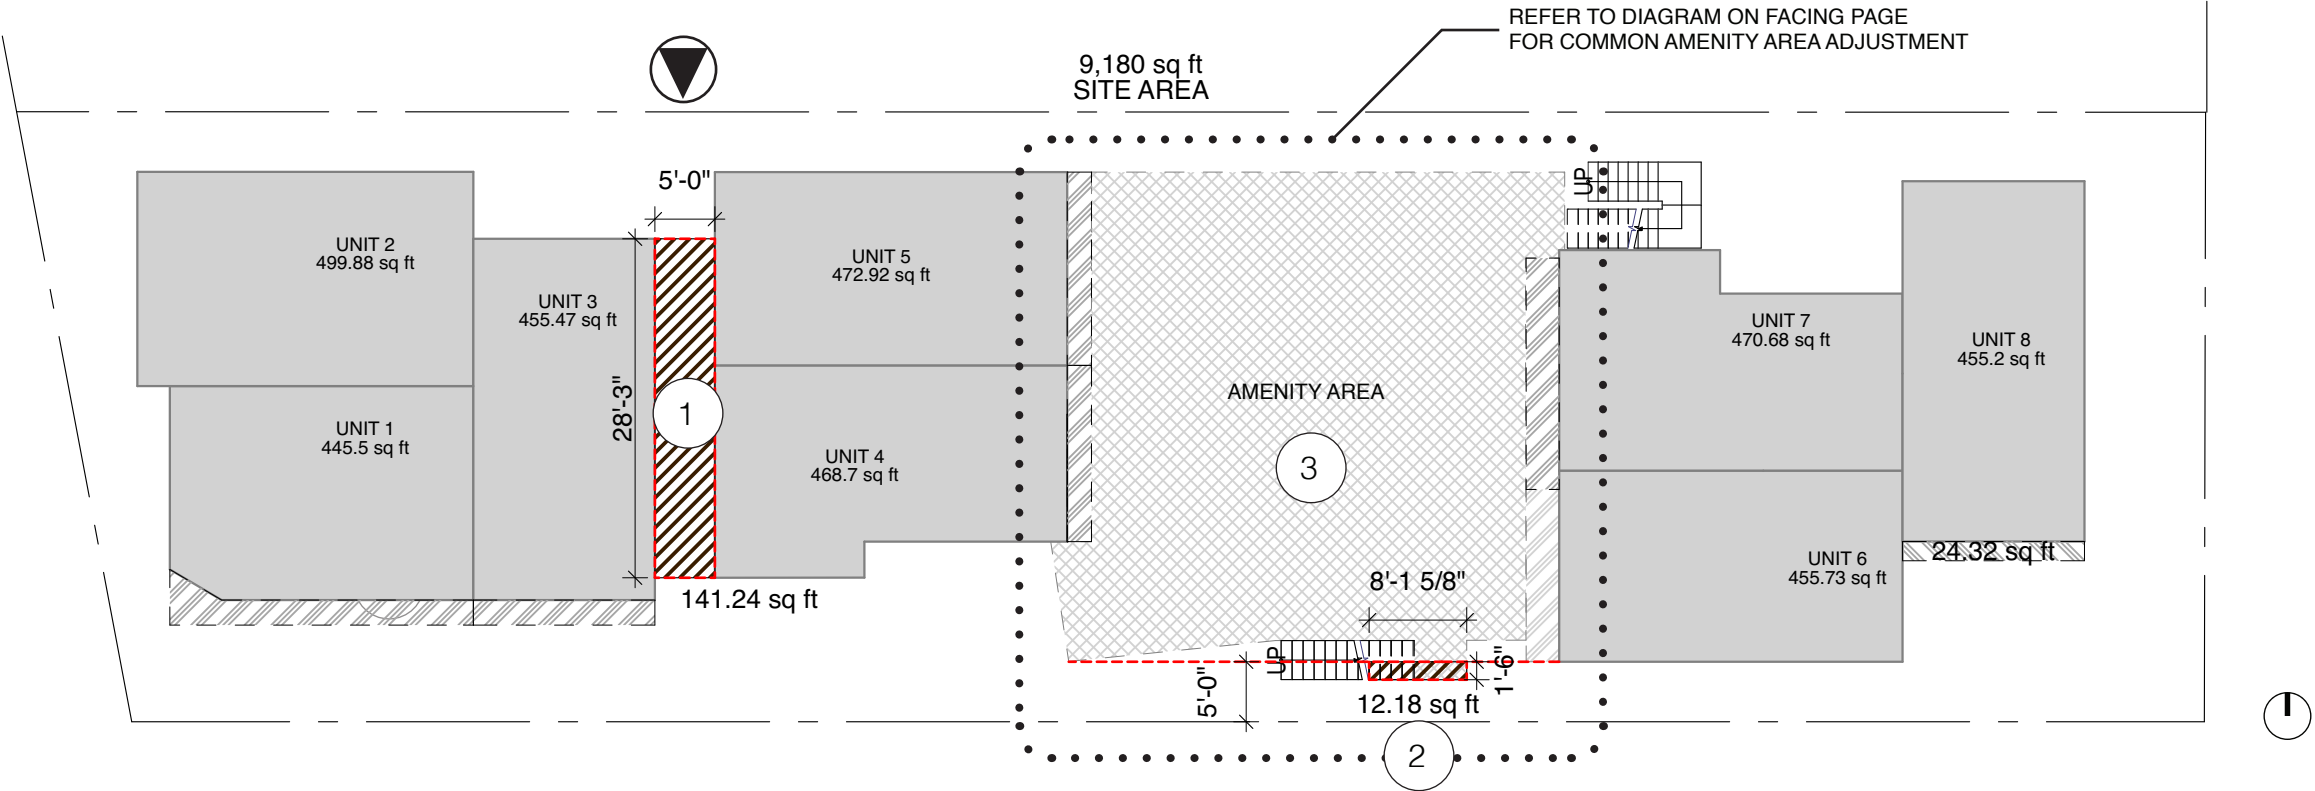 REFER TO DIAGRAM ON FACING PAGE
FOR COMMON AMENITY AREA ADJUSTMENT
9,180 sq ft
SITE AREA
5'-0"
UP
UNIT 2
499.88 sq ft
UNIT 3
455.47 sq ft
UNIT 5
472.92 sq ft
UNIT 7
470.68 sq ft
UNIT 8
455.2 sq ft
28'-3"
1
AMENITY AREA
UNIT 1
445.5 sq ft
UNIT 4
468.7 sq ft
3
24.32 sq ft
UNIT 6
455.73 sq ft
8'-1 5/8"
141.24 sq ft
UP
1'-6"
5'-0"
12.18 sq ft
2